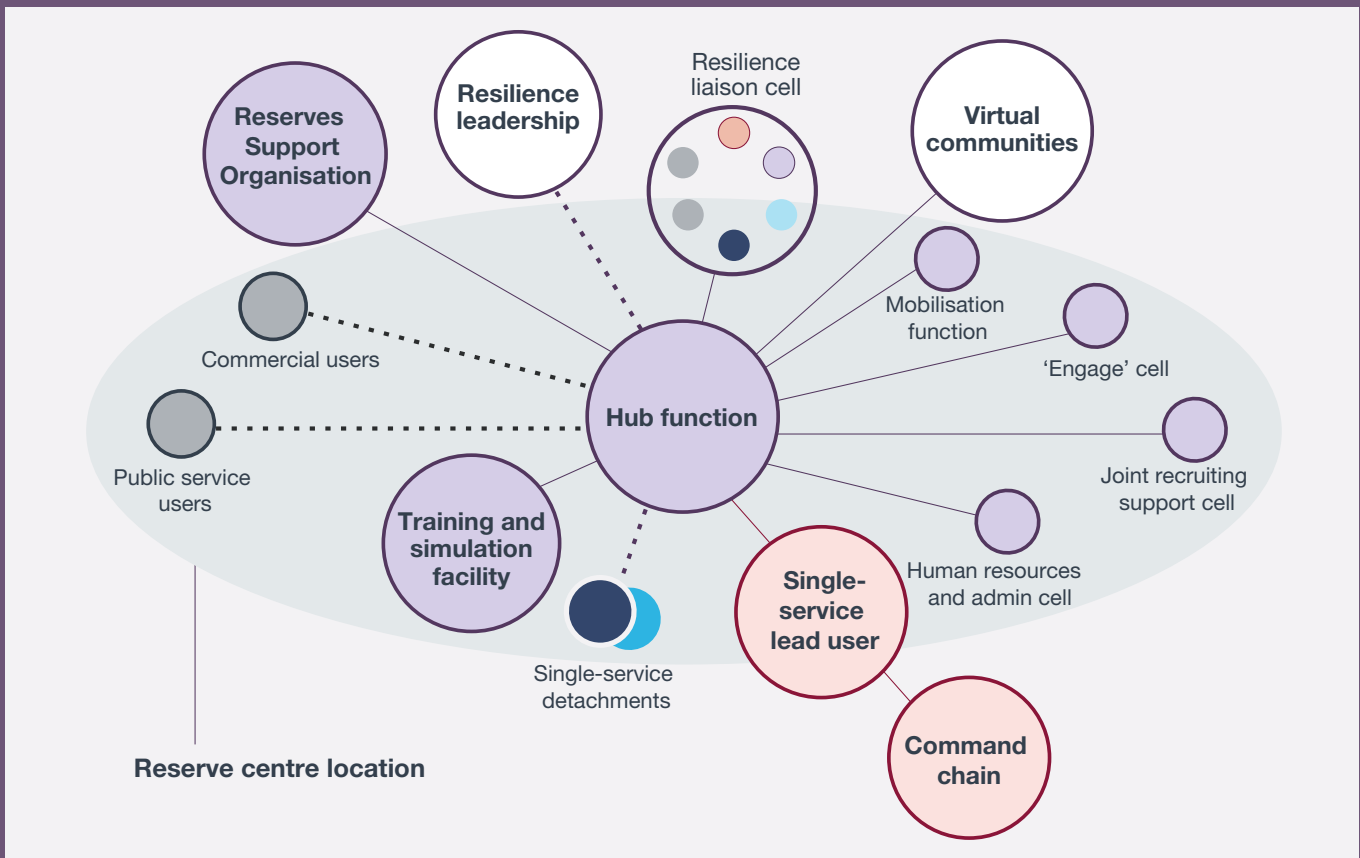 Resilience
liaison cell
Reserves
Support
Organisation
Resilience
leadership
Virtual
communities
Mobilisation
function
Commercial users
‘Engage’ cell
Hub function
Public service
users
Joint recruiting
support cell
Training and
simulation
facility
Human resources
and admin cell
Single-
service
lead user
Single-service
detachments
Command
chain
Reserve centre location